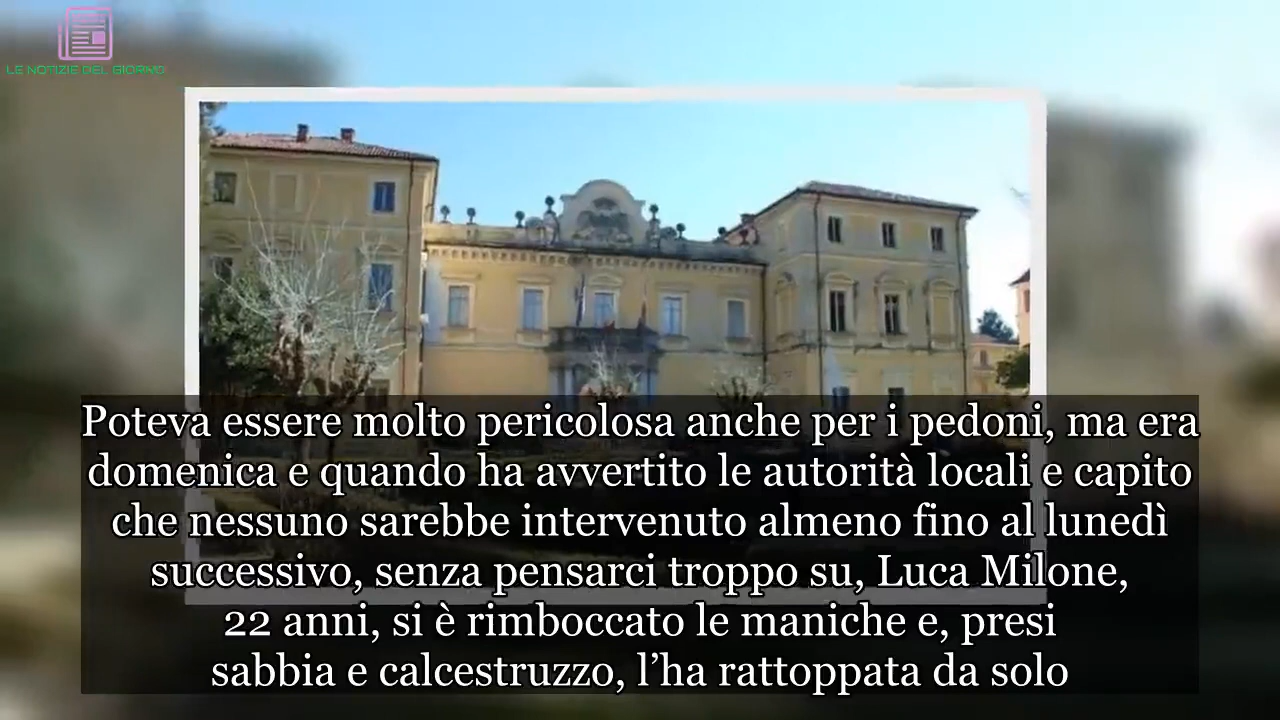 LE NOTIZIE DEL GIORNO
Poteva essere molto pericolosa anche per i pedoni, ma era
domenica e quando ha avvertito le autorità locali e capito
che nessuno sarebbe intervenuto almeno fino al lunedì
successivo, senza pensarci troppo su, Luca Milone,
22 anni, si è rimboccato le maniche e, presi
sabbia e calcestruzzo, l’ha rattoppata da solo